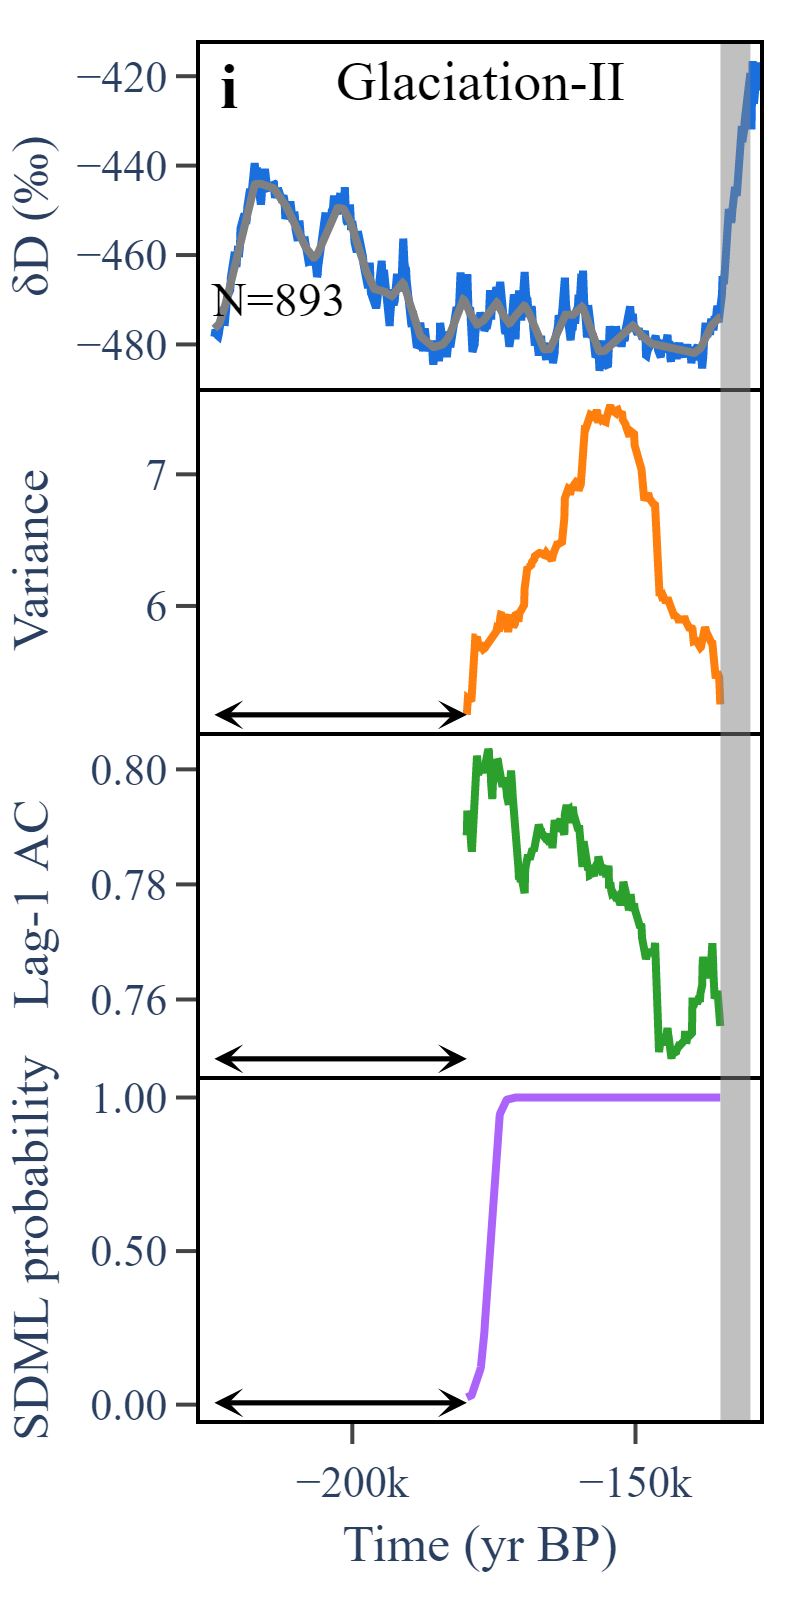 i
Glaciation-II
δD (‰)
−420
−440
−460
−480
N=893
Variance
7
6
Lag-1 AC
0.80
0.78
0.76
SDML probability
1.00
0.50
0.00
−200k
−150k
Time (yr BP)